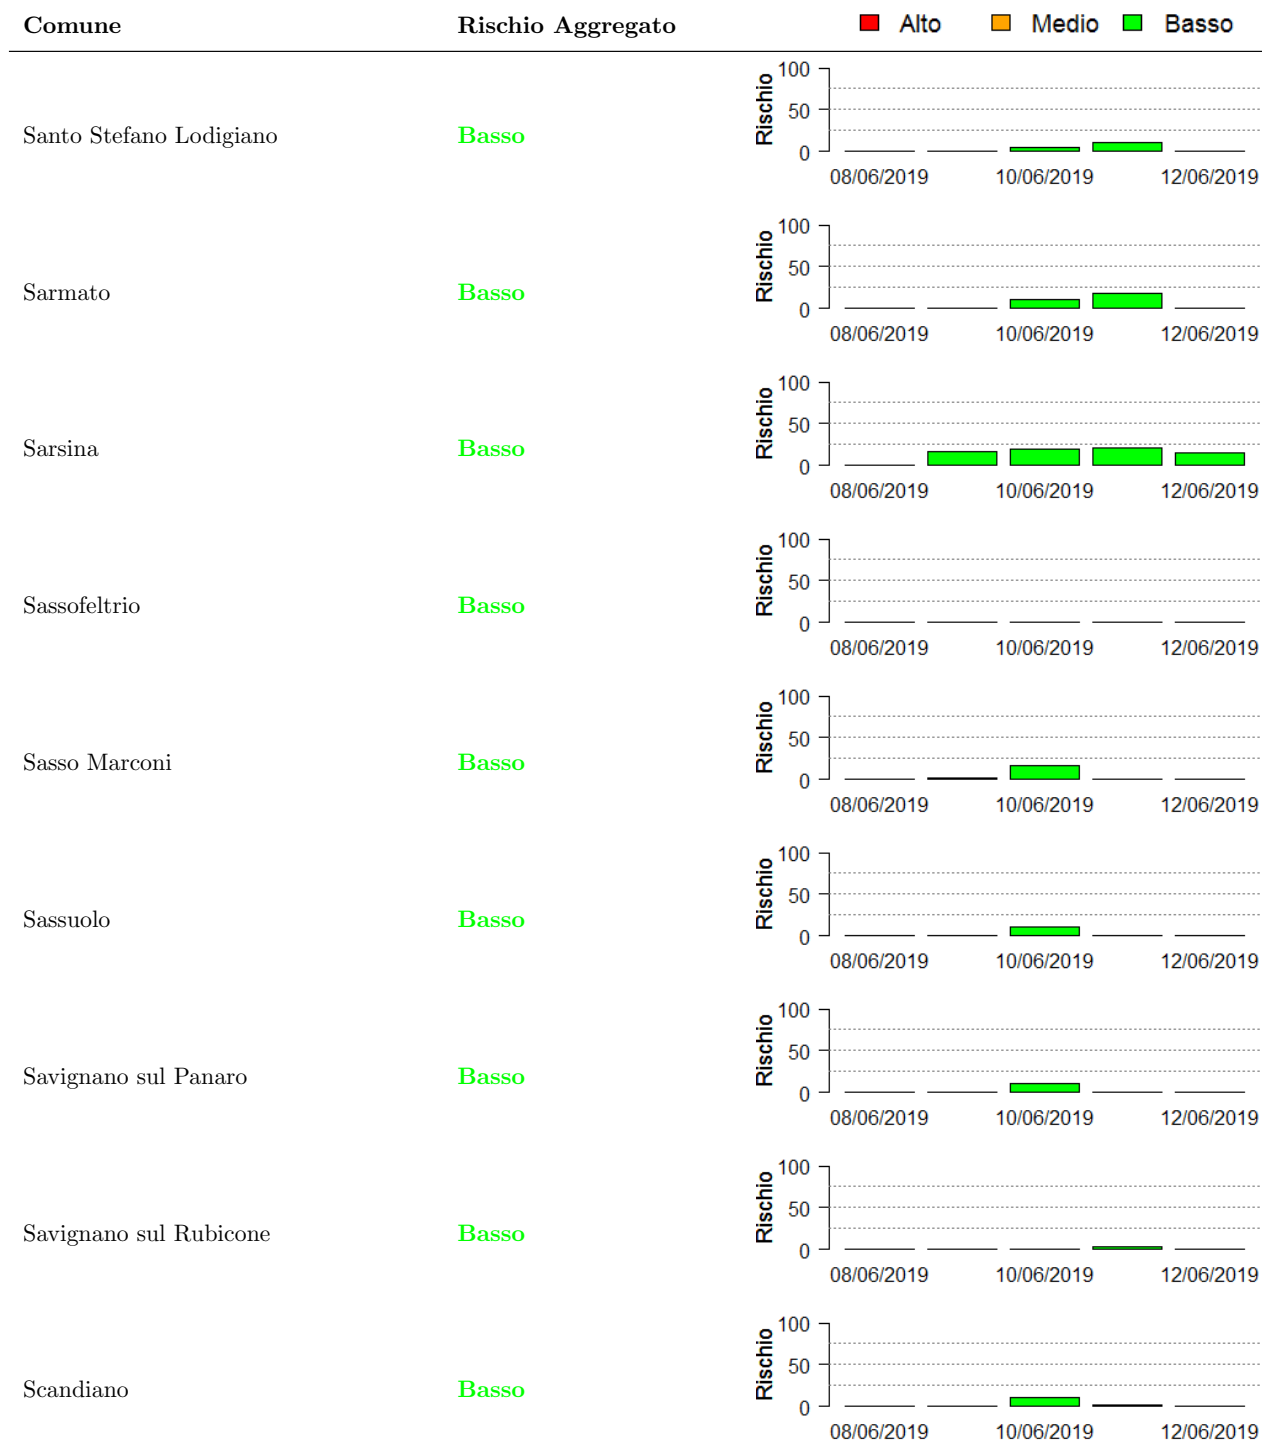 Comune Rischio Aggregato Alto Medio Basso
Santo Stefano Lodigiano Basso
Rischio
100
50
0
08/06/2019 10/06/2019 12/06/2019
Sarmato Basso
Rischio
100
50
0
08/06/2019 10/06/2019 12/06/2019
Sarsina Basso
Rischio
100
50
0
08/06/2019 10/06/2019 12/06/2019
Sassofeltrio Basso
Rischio
100
50
0
08/06/2019 10/06/2019 12/06/2019
Sasso Marconi Basso
Rischio
100
50
0
08/06/2019 10/06/2019 12/06/2019
Sassuolo Basso
Rischio
100
50
0
08/06/2019 10/06/2019 12/06/2019
Savignano sul Panaro Basso
Rischio
100
50
0
08/06/2019 10/06/2019 12/06/2019
Savignano sul Rubicone Basso
Rischio
100
50
0
08/06/2019 10/06/2019 12/06/2019
Scandiano Basso
Rischio
100
50
0
08/06/2019 10/06/2019 12/06/2019